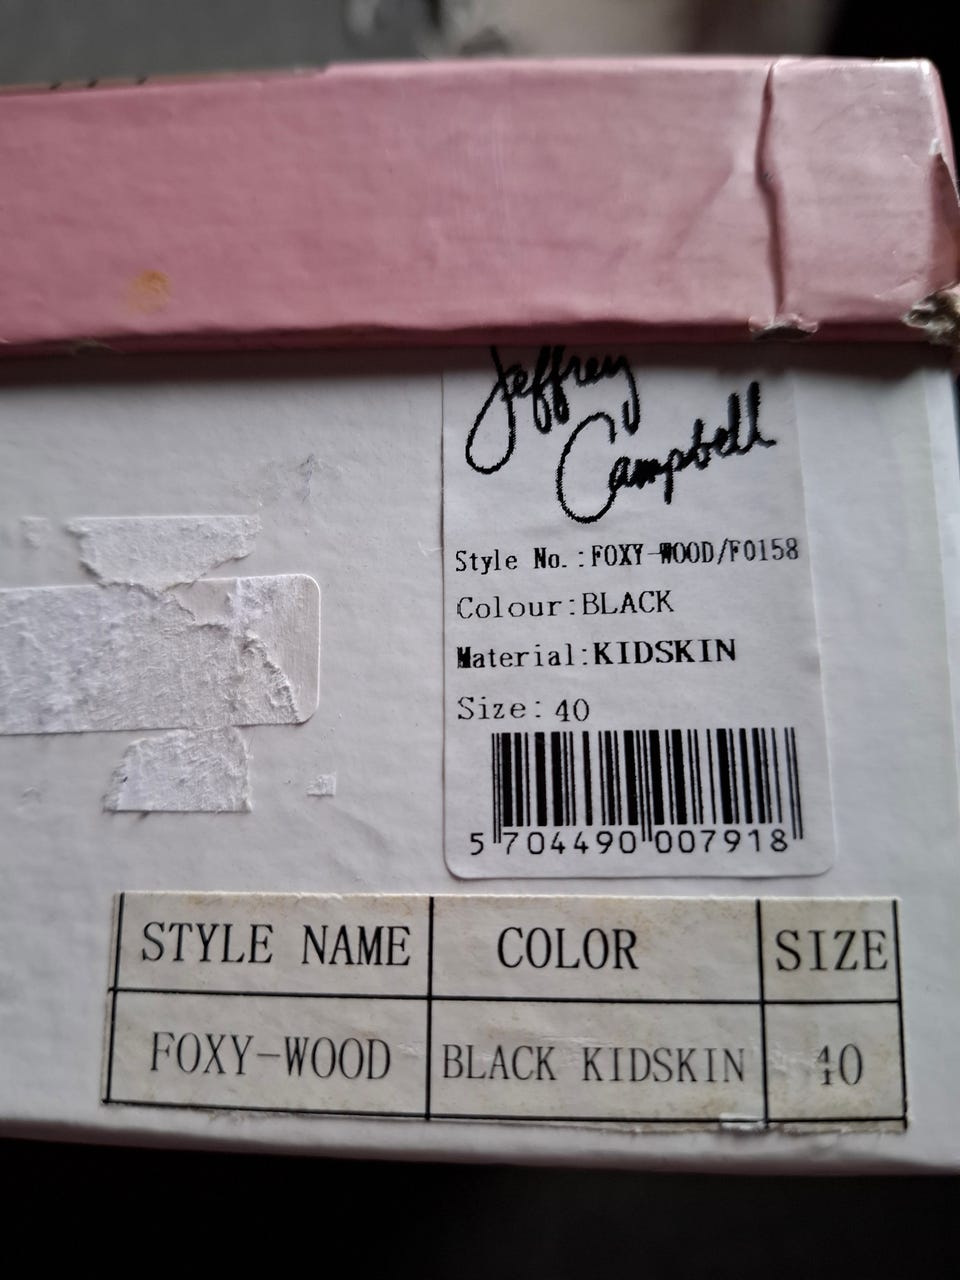 Jeffrey
Campbell
Style No.:FOXY-WOOD/F0158
Colour:BLACK
Material:KIDSKIN
Size: 40
5 704490 007918
STYLE NAME COLOR SIZE
FOXY-WOOD BLACK KIDSKIN 40